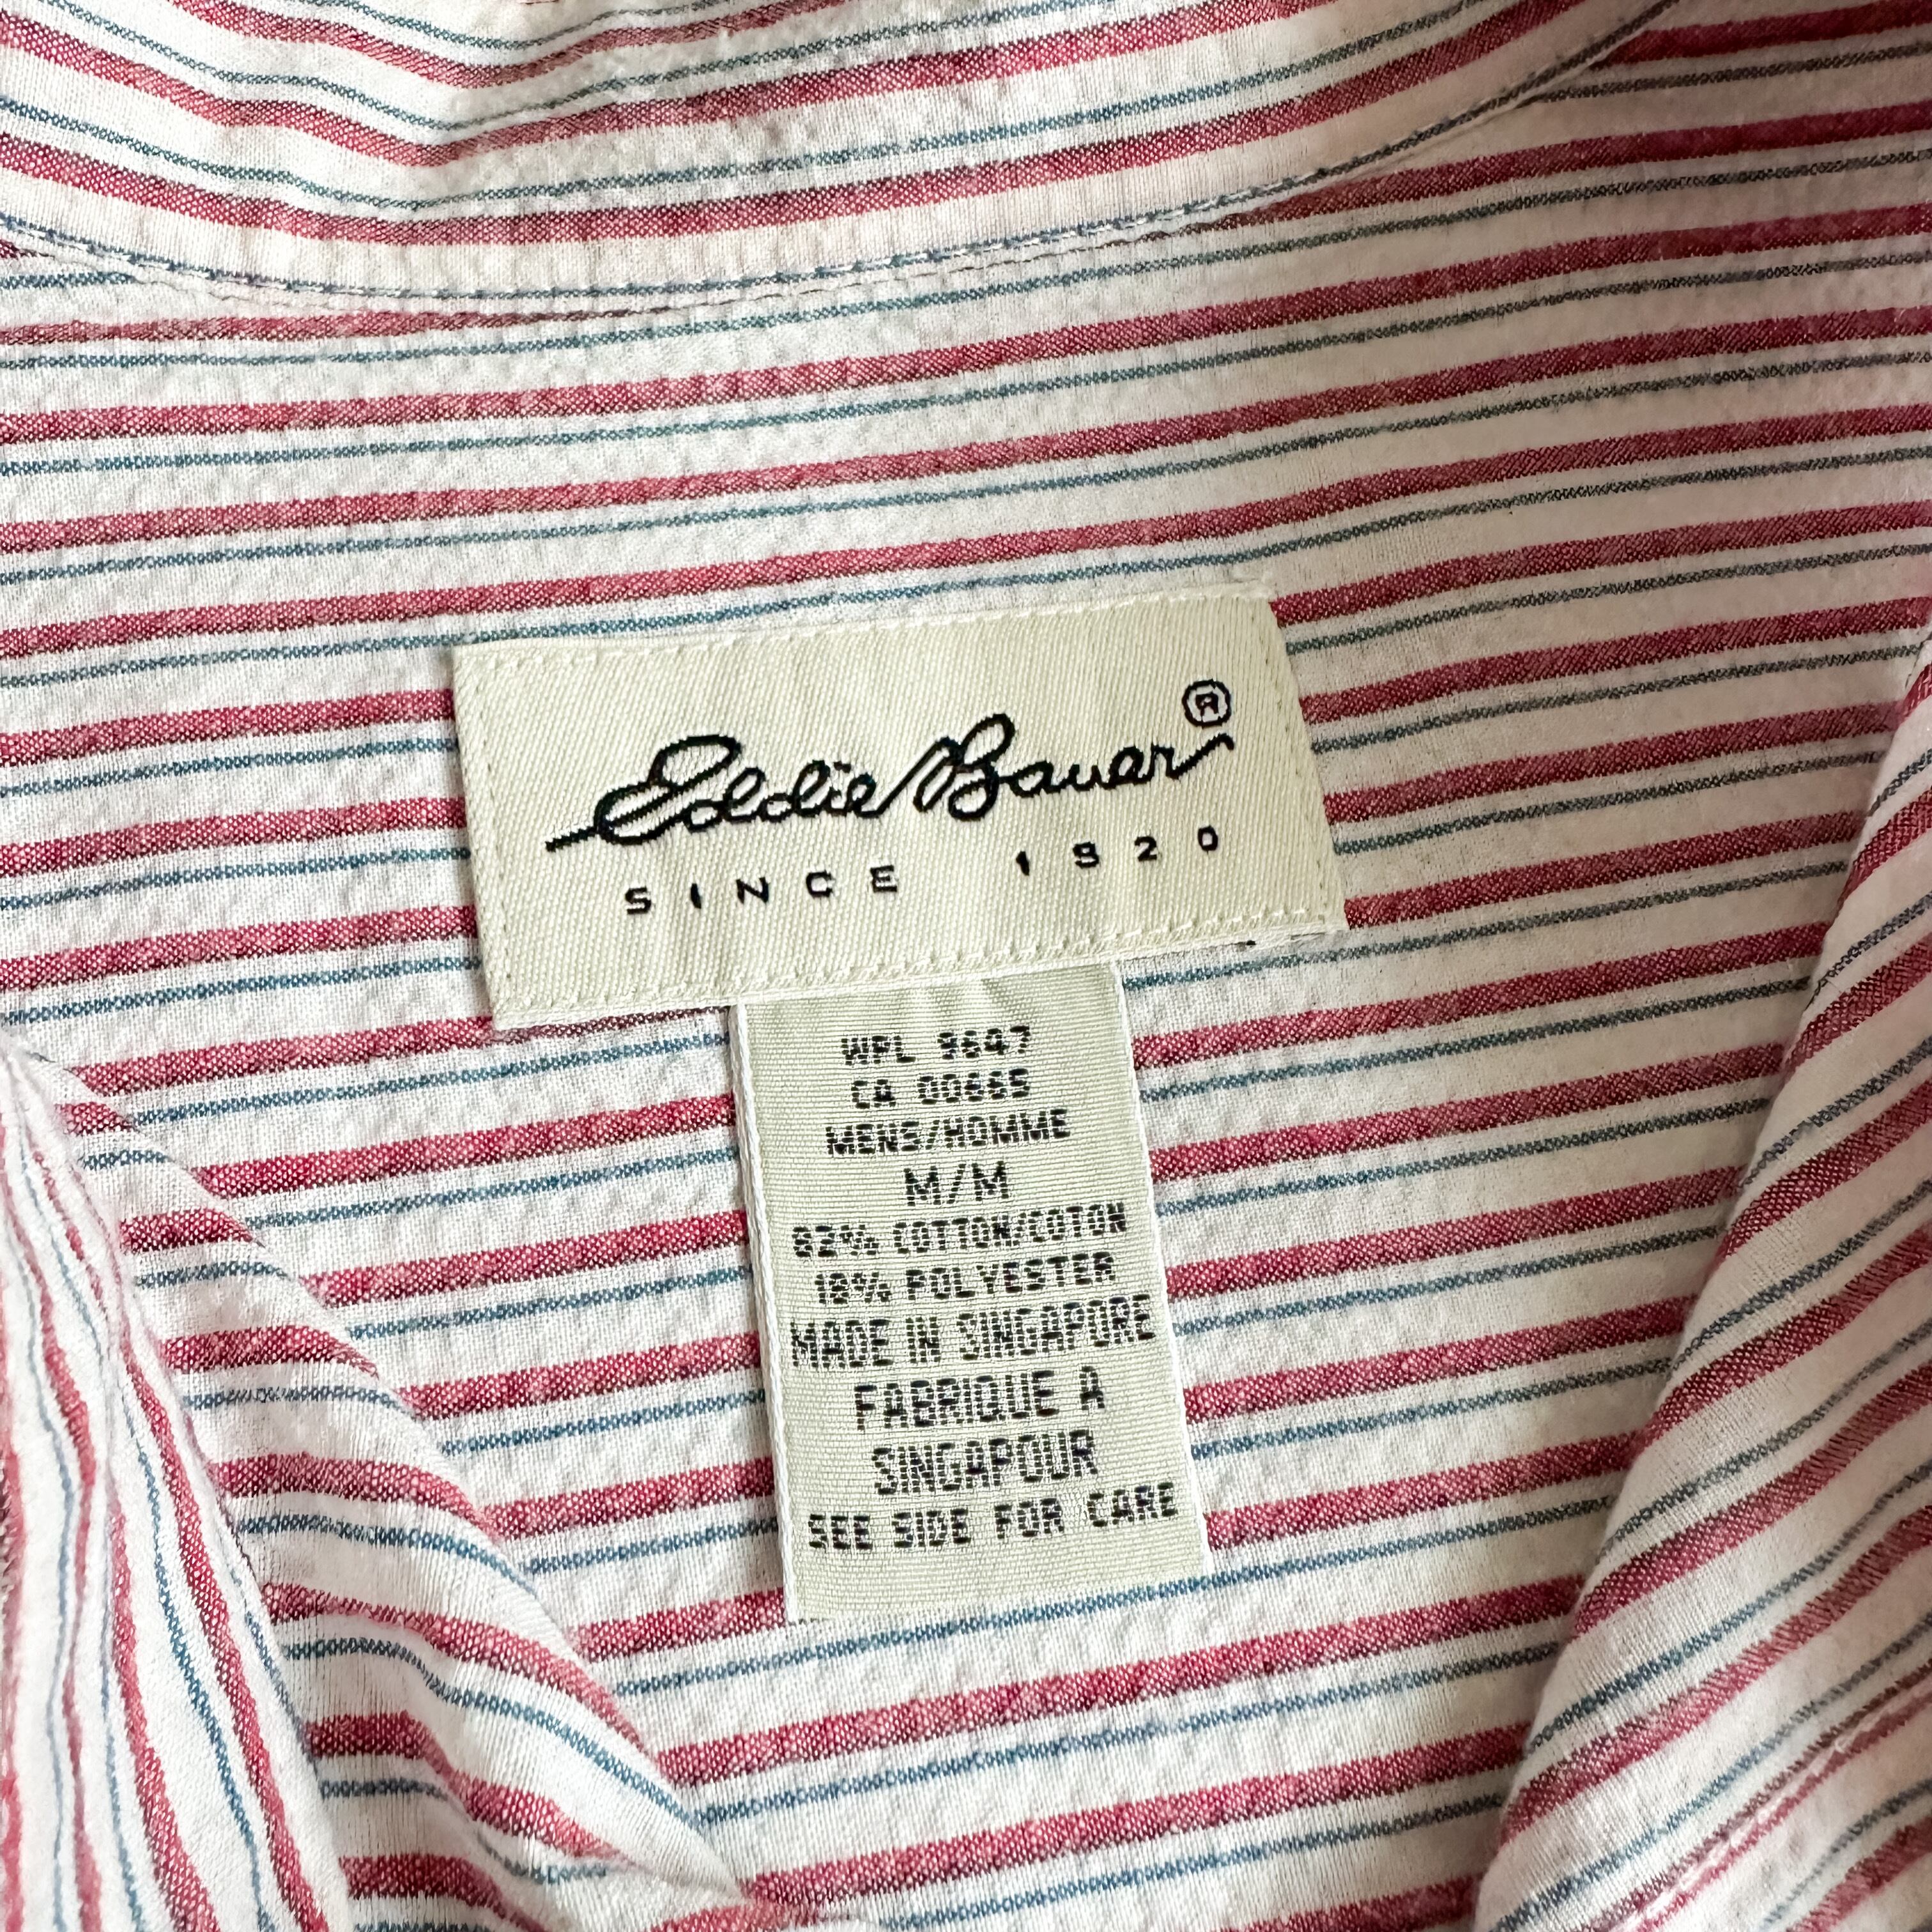 Eddie Bauer ®
SINCE 1920
WPL 9647
CA 00665
MENS/HOMME
M/M
82% COTTON/COTON
18% POLYESTER
MADE IN SINGAPORE
FABRIQUE A
SINGAPOUR
SEE SIDE FOR CARE